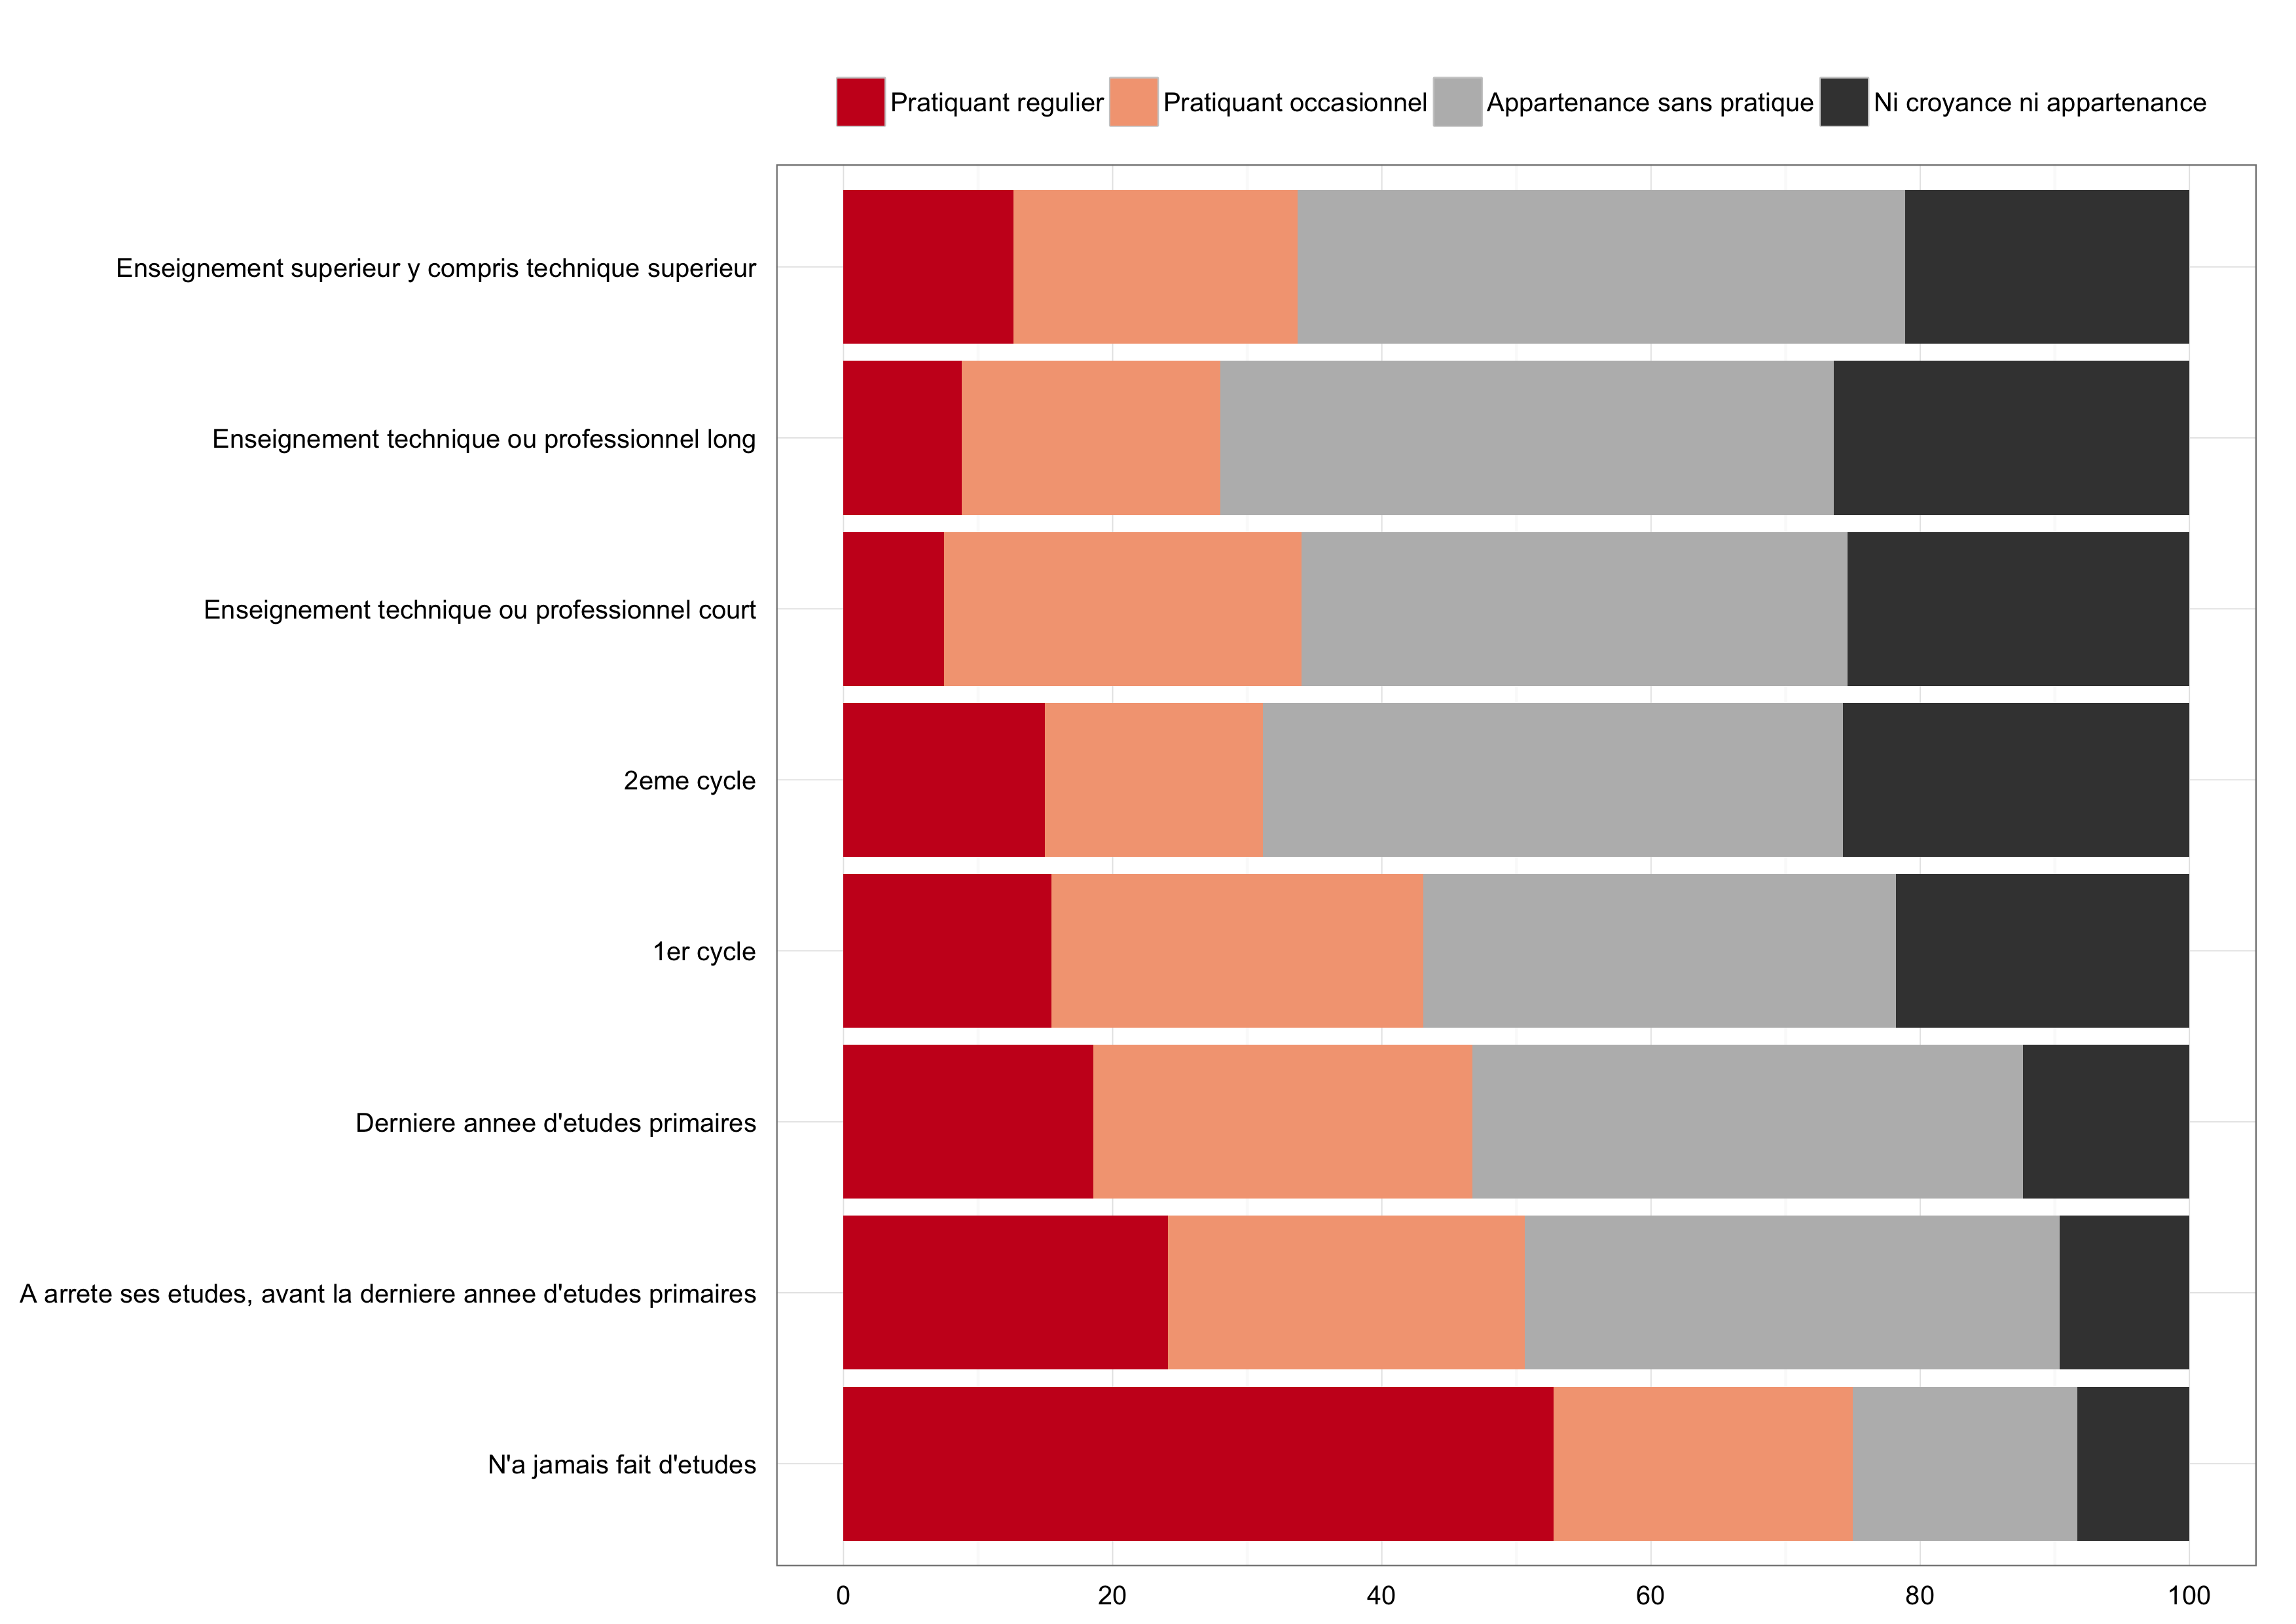 Pratiquant regulier Pratiquant occasionnel Appartenance sans pratique Ni croyance ni appartenance
Enseignement superieur y compris technique superieur
Enseignement technique ou professionnel long
Enseignement technique ou professionnel court
2eme cycle
1er cycle
Derniere annee d'etudes primaires
A arrete ses etudes, avant la derniere annee d'etudes primaires
N'a jamais fait d'etudes
0 20 40 60 80 100